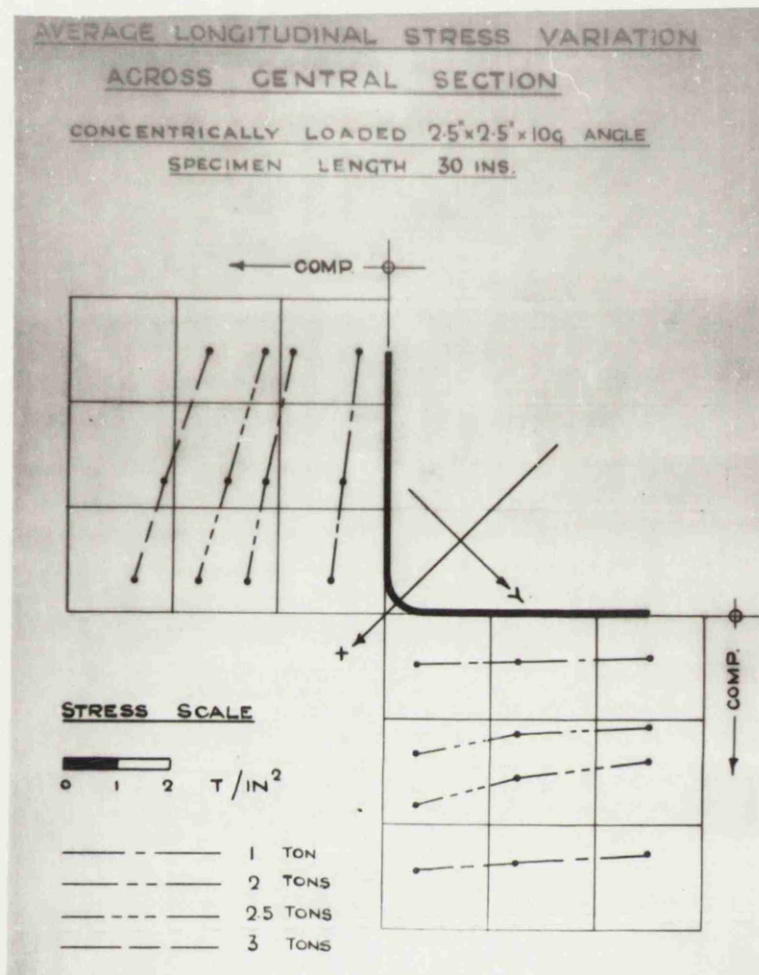 AVERAGE LONGITUDINAL STRESS VARIATION
ACROSS CENTRAL SECTION
CONCENTRICALLY LOADED 2·5"×2·5"×10G ANGLE
SPECIMEN LENGTH 30 INS.
COMP.
Y
+
COMP.
STRESS SCALE
0 1 2 T/IN²
1 TON
2 TONS
2·5 TONS
3 TONS